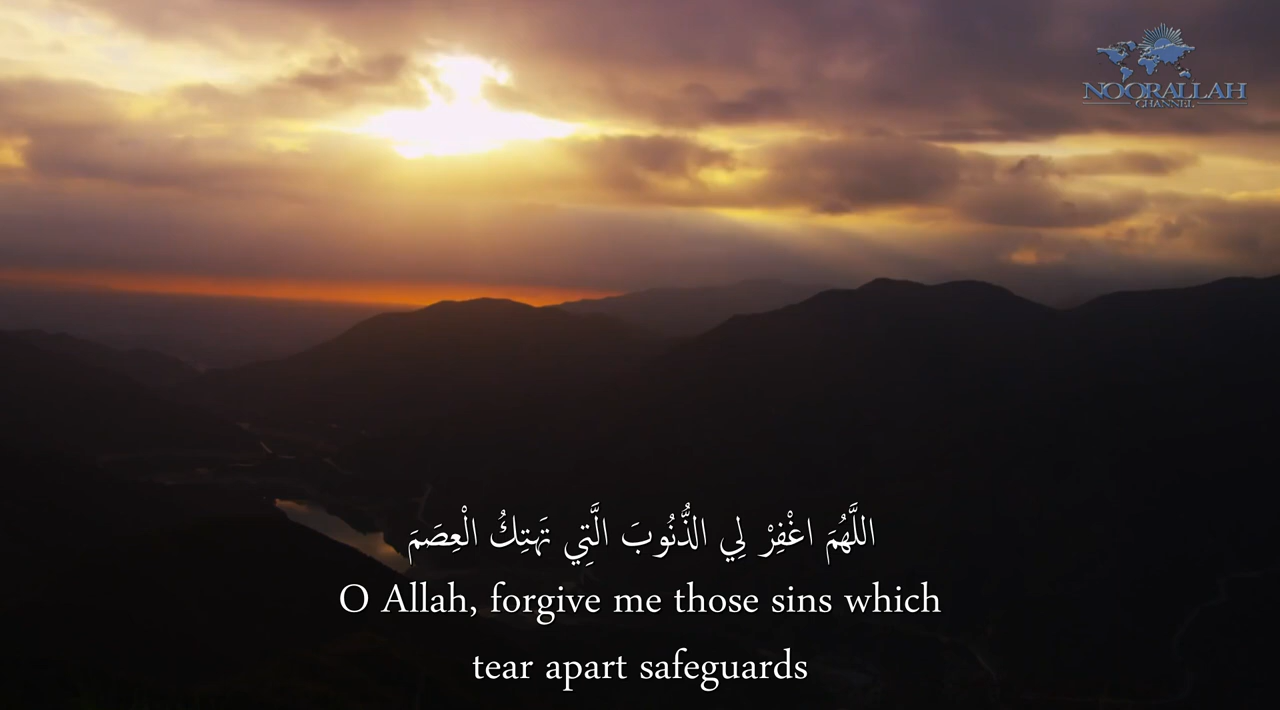 NOORALLAH
CHANNEL
اللَّهُمَ اغْفِرْ لِي الذُّنُوبَ الَّتِي تَهتِكُ الْعِصَمَ
O Allah, forgive me those sins which
tear apart safeguards